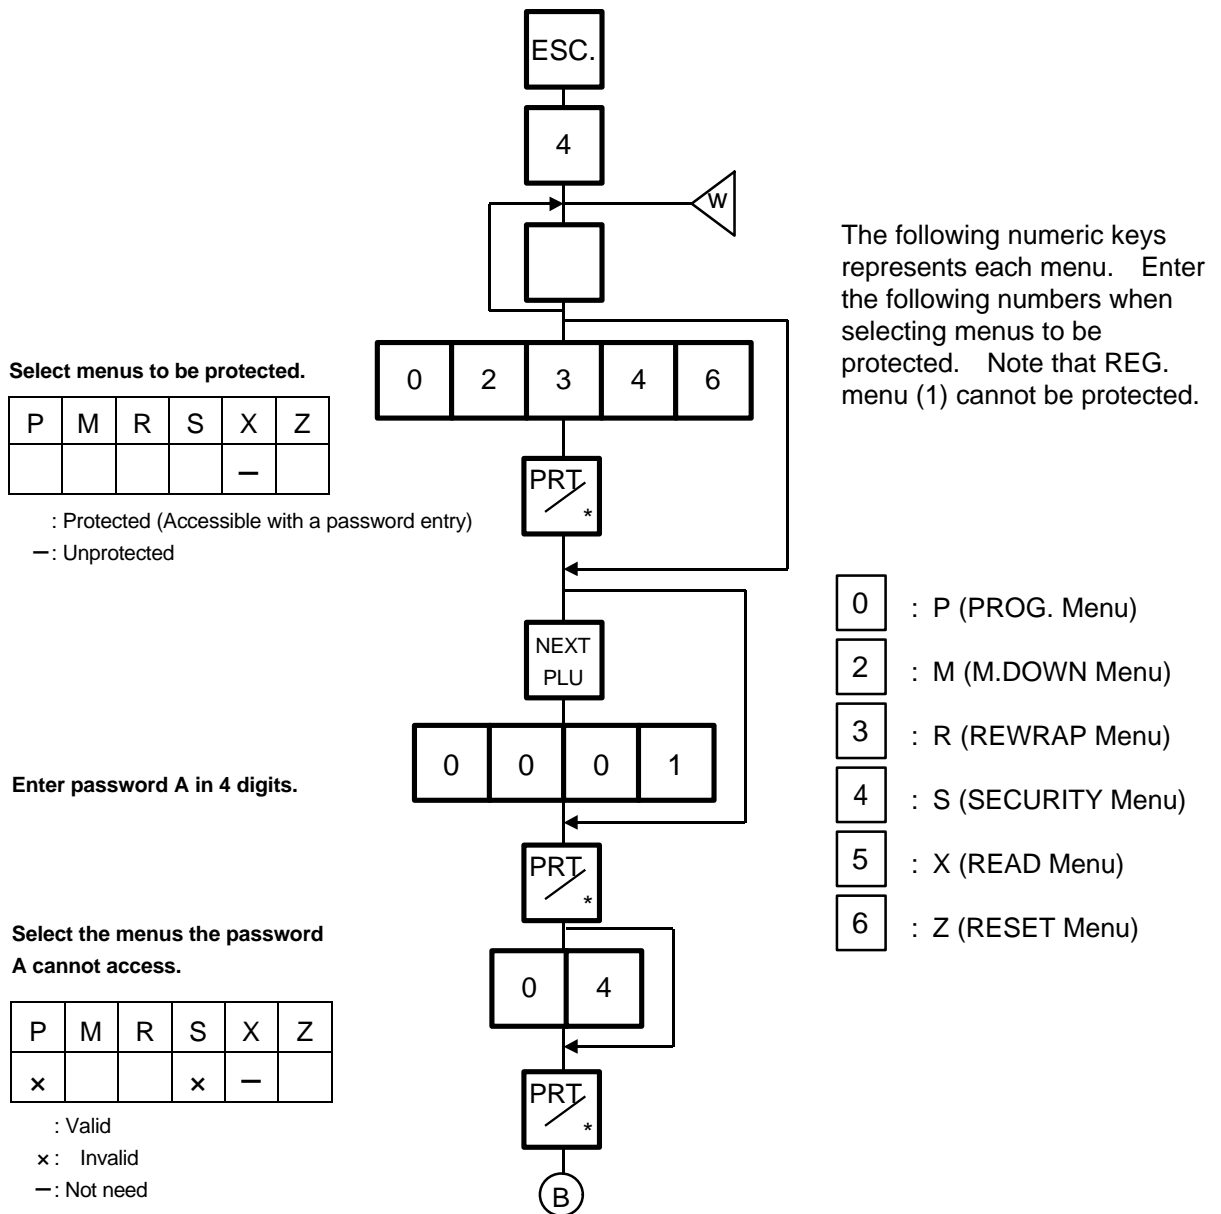 ESC.
4
W
The following numeric keys
represents each menu. Enter
the following numbers when
selecting menus to be
protected. Note that REG.
menu (1) cannot be protected.
Select menus to be protected.
0 2 3 4 6
P M R S X Z
–
PRT
*
: Protected (Accessible with a password entry)
–: Unprotected
0 : P (PROG. Menu)
NEXT
PLU
2 : M (M.DOWN Menu)
3 : R (REWRAP Menu)
Enter password A in 4 digits.
0 0 0 1
4 : S (SECURITY Menu)
5 : X (READ Menu)
PRT
*
6 : Z (RESET Menu)
Select the menus the password
A cannot access.
0 4
P M R S X Z
× × –
PRT
*
: Valid
×: Invalid
–: Not need
B